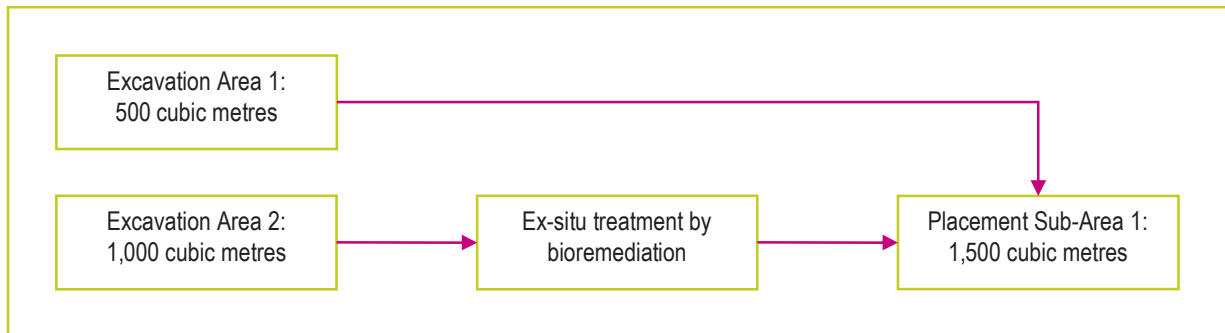 Excavation Area 1:
500 cubic metres
Excavation Area 2:
1,000 cubic metres
Ex-situ treatment by
bioremediation
Placement Sub-Area 1:
1,500 cubic metres